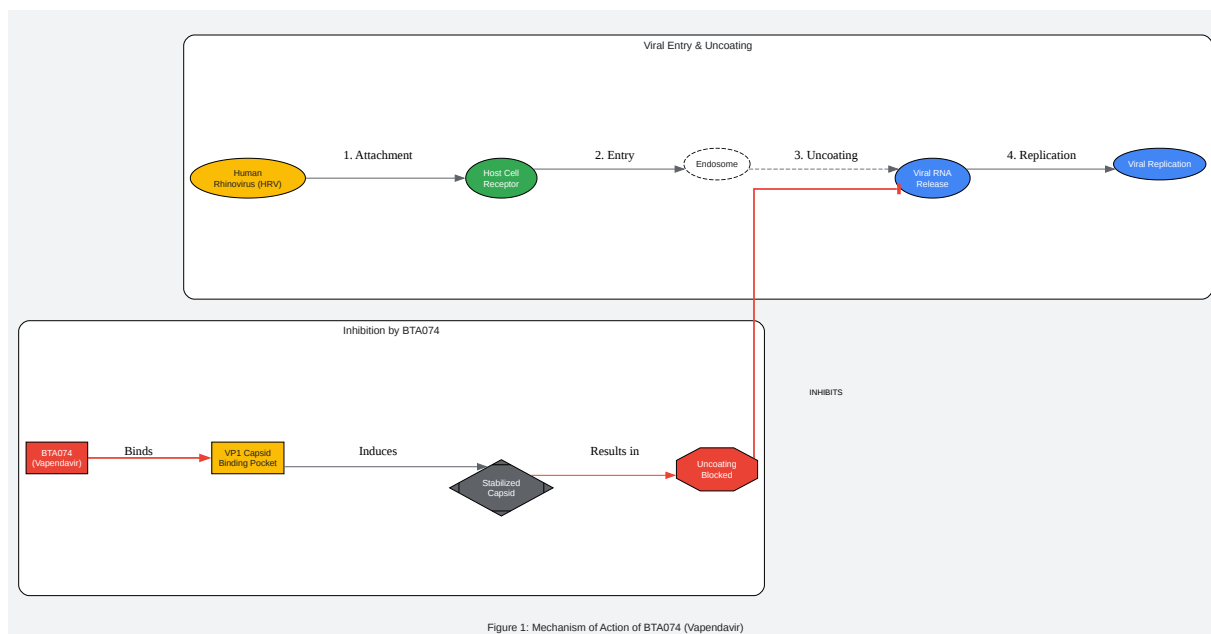 Viral Entry & Uncoating
1. Attachment
2. Entry
3. Uncoating
4. Replication
Human
Rhinovirus (HRV)
Host Cell
Receptor
Endosome
Viral RNA
Release
Viral Replication
Inhibition by BTA074
INHIBITS
Binds
Induces
Results in
BTA074
(Vapendavir)
VP1 Capsid
Binding Pocket
Stabilized
Capsid
Uncoating
Blocked
Figure 1: Mechanism of Action of BTA074 (Vapendavir)